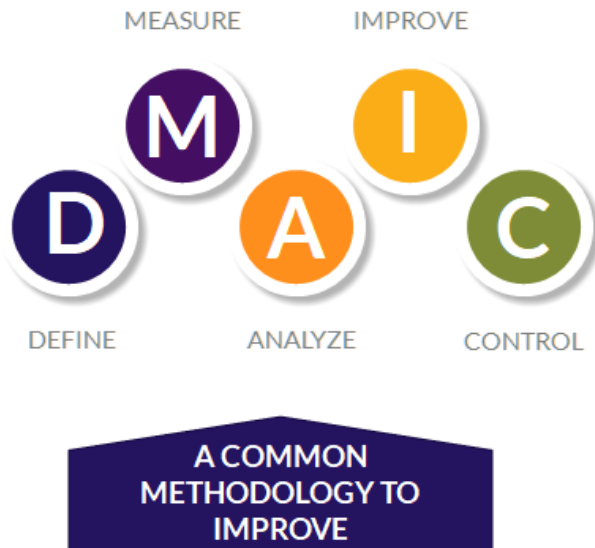 MEASURE IMPROVE
M I
D A C
DEFINE ANALYZE CONTROL
A COMMON
METHODOLOGY TO
IMPROVE